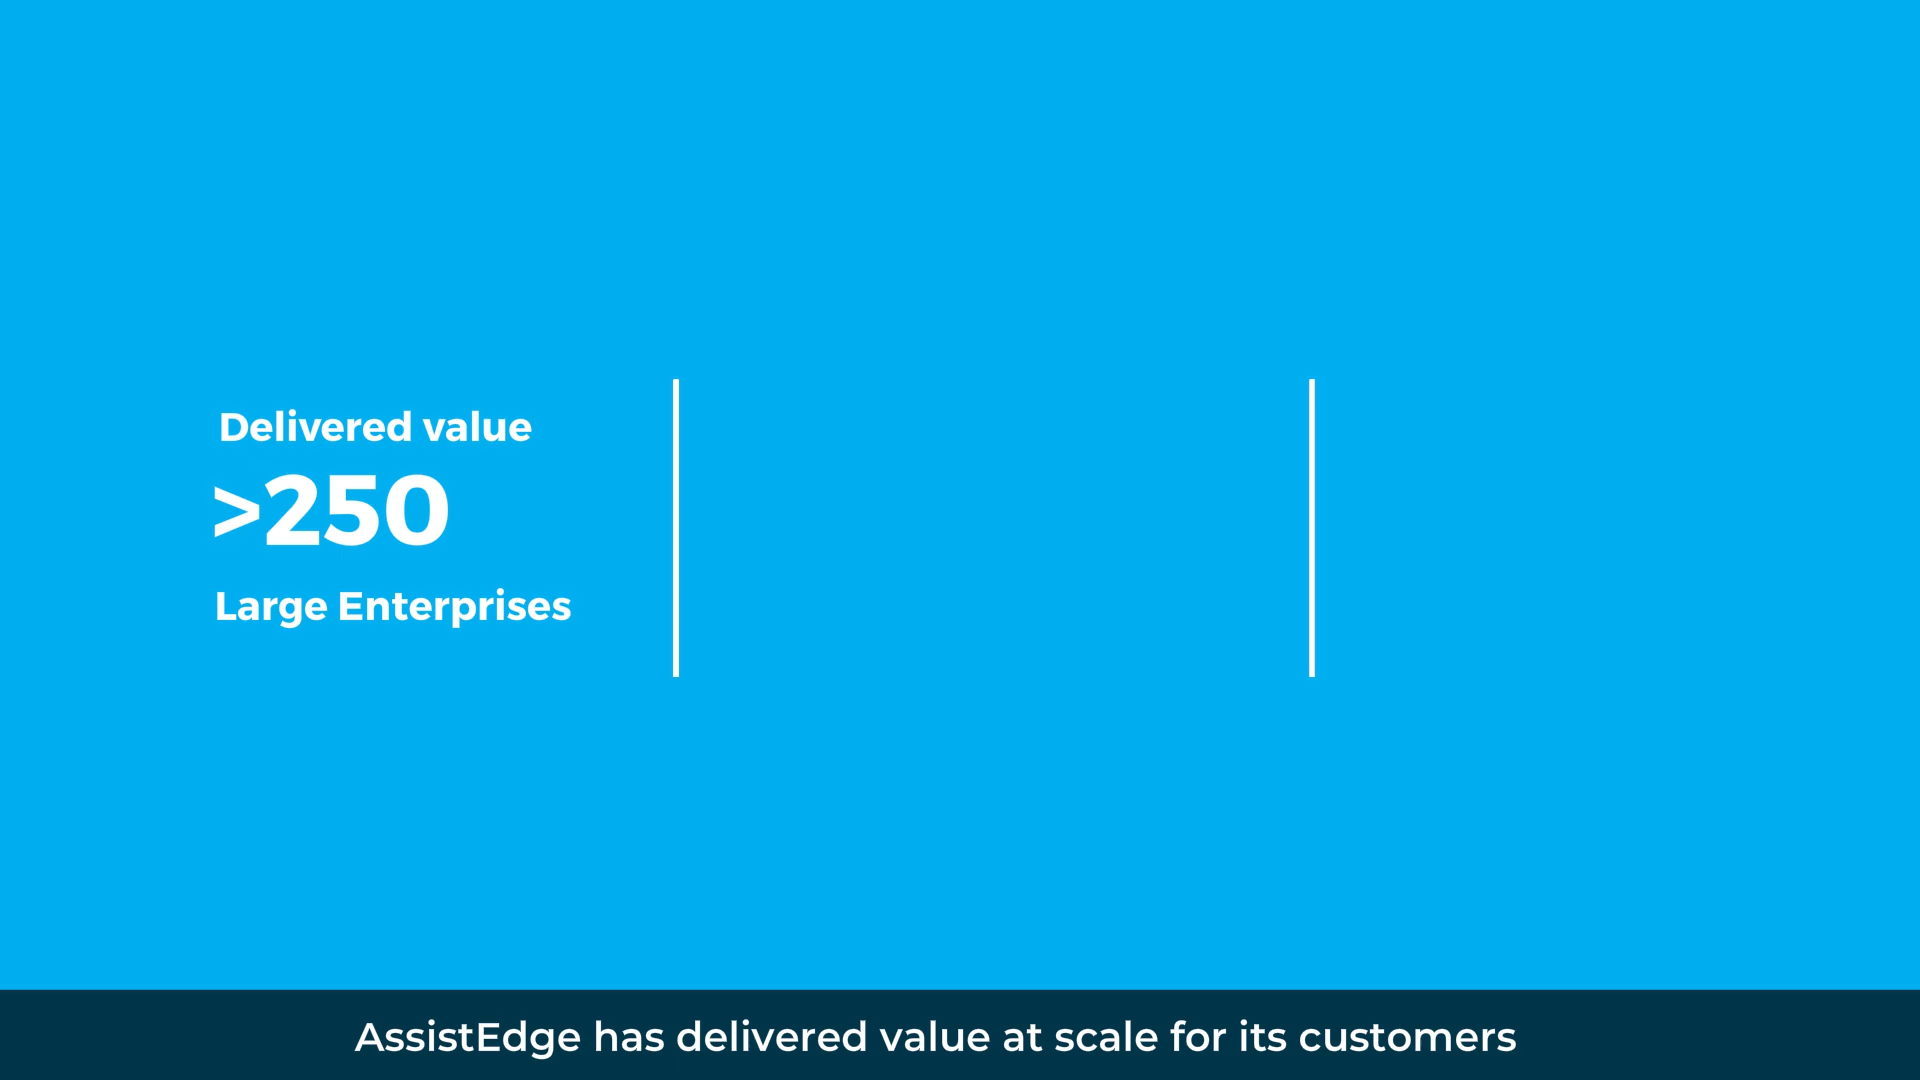 Delivered value
>250
Large Enterprises
AssistEdge has delivered value at scale for its customers